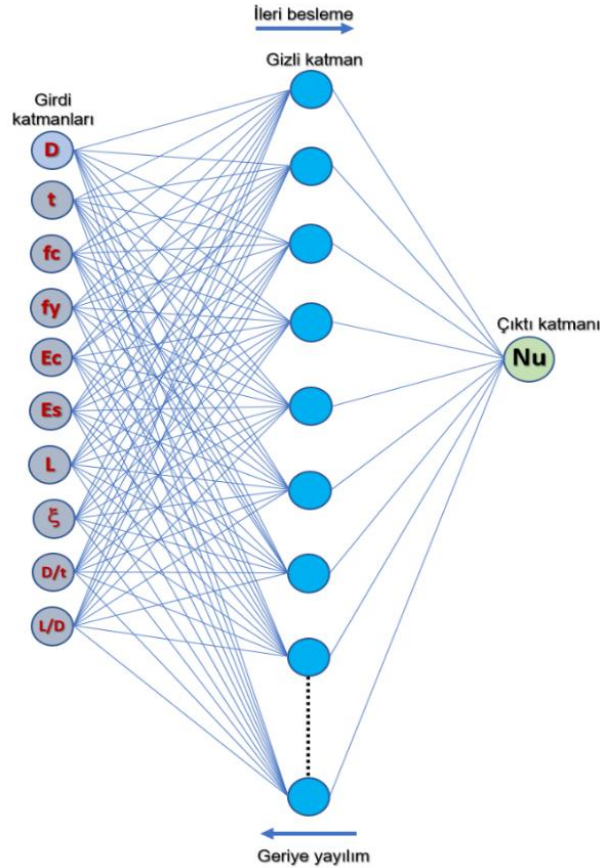 İleri besleme
Gizli katman
Girdi
katmanları
D
t
fc
fy
Ec
Es
L
ξ
D/t
L/D
Çıktı katmanı
Nu
Geriye yayılım